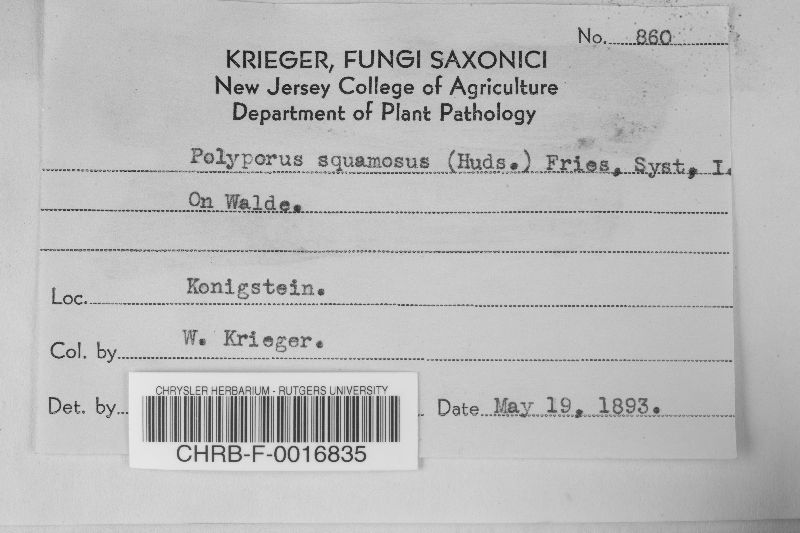 No. 860
KRIEGER, FUNGI SAXONICI
New Jersey College of Agriculture
Department of Plant Pathology
Polyporus squamosus (Huds.) Fries, Syst, I.
On Walde.
Loc. Konigstein.
Col. by W. Krieger.
Det. by Date May 19, 1893.
CHRYSLER HERBARIUM - RUTGERS UNIVERSITY
CHRB-F-0016835